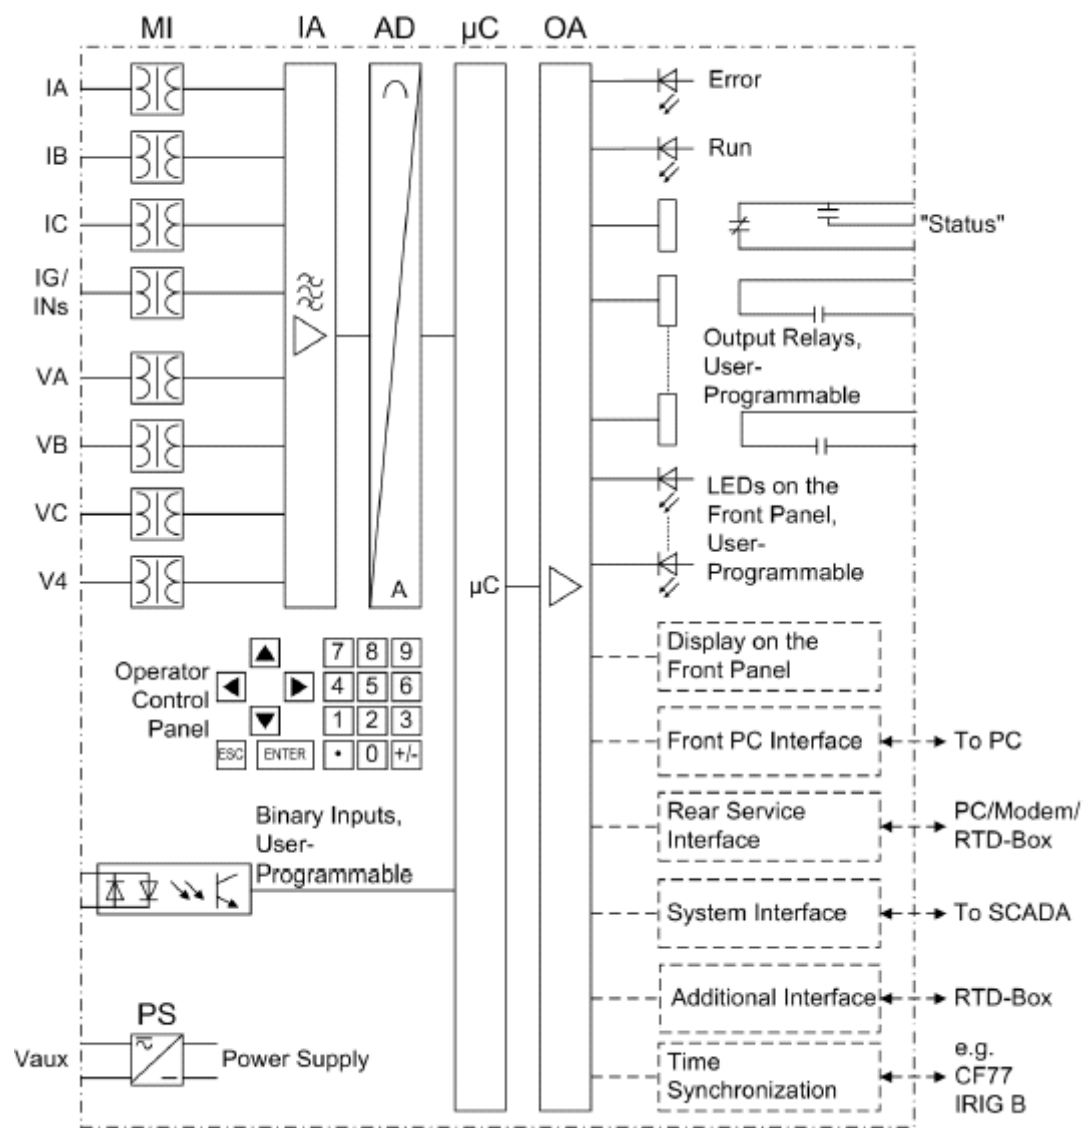 MI IA AD µC OA
IA
IB
IC
IG/
INs
VA
VB
VC
V4
A
µC
Error
Run
"Status"
Output Relays,
User-
Programmable
LEDs on the
Front Panel,
User-
Programmable
Operator
Control
Panel
7 8 9
4 5 6
1 2 3
ESC ENTER • 0 +/-
Display on the
Front Panel
Front PC Interface
To PC
Rear Service
Interface
PC/Modem/
RTD-Box
System Interface
To SCADA
Additional Interface
RTD-Box
Time
Synchronization
e.g.
CF77
IRIG B
Binary Inputs,
User-
Programmable
PS
Vaux
Power Supply